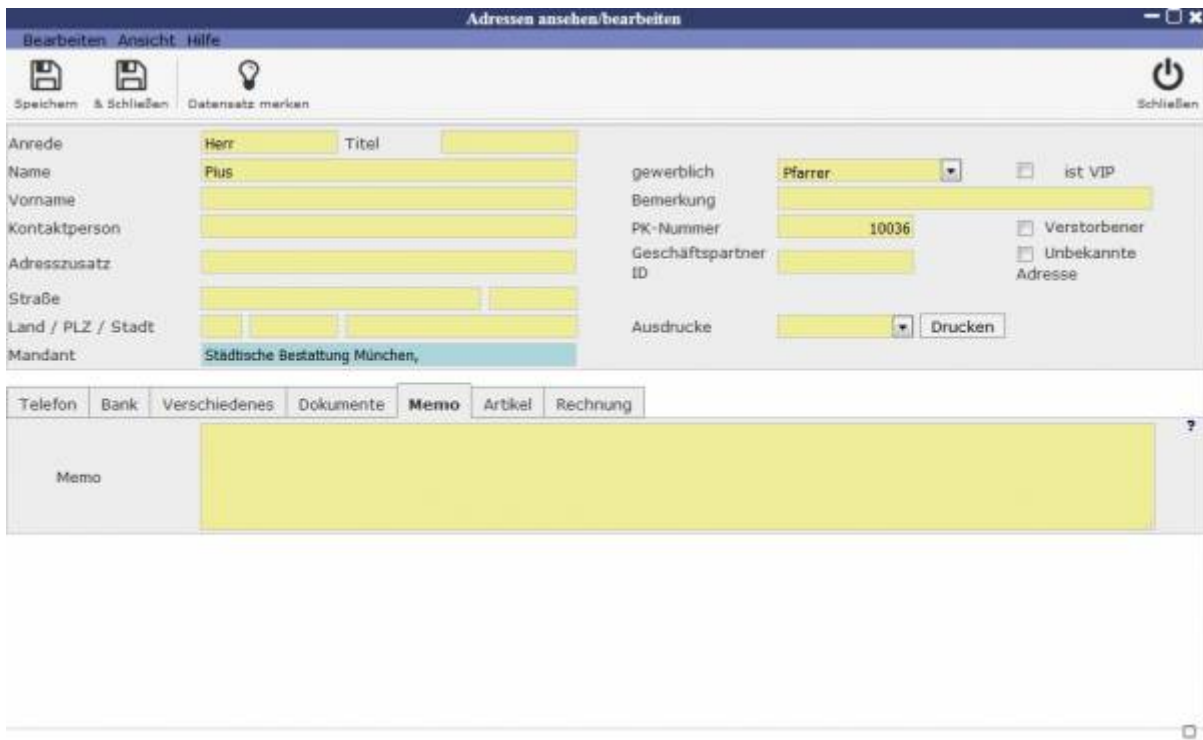 Adressen ansehen/bearbeiten
Bearbeiten Ansicht Hilfe
Speichern & Schließen Datensatz merken Schließen
Anrede Herr Titel
Name Pius gewerblich Pfarrer ist VIP
Vorname Bemerkung
Kontaktperson PK-Nummer 10036 Verstorbener
Adresszusatz Geschäftspartner ID Unbekannte Adresse
Straße
Land / PLZ / Stadt Ausdrucke Drucken
Mandant Städtische Bestattung München,
Telefon Bank Verschiedenes Dokumente Memo Artikel Rechnung
?
Memo